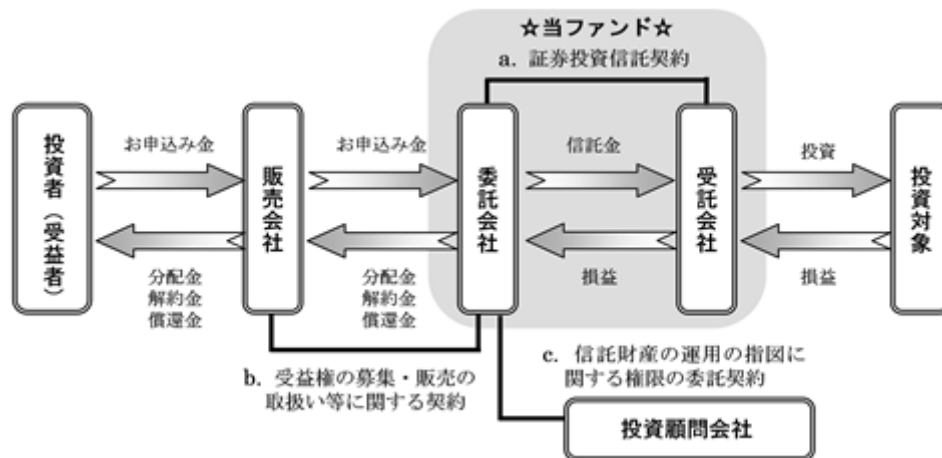 ☆当ファンド☆
a. 証券投資信託契約
投資者(受益者)
お申込み金
販売会社
お申込み金
委託会社
信託金
受託会社
投資
投資対象
分配金
解約金
償還金
分配金
解約金
償還金
損益
損益
b. 受益権の募集・販売の
取扱い等に関する契約
c. 信託財産の運用の指図に
関する権限の委託契約
投資顧問会社